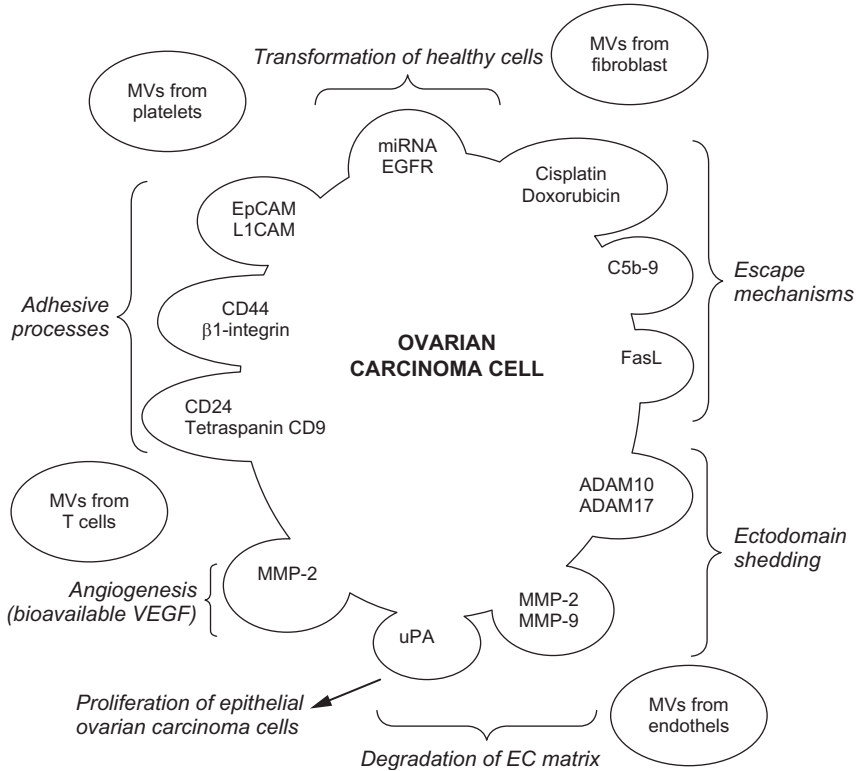 Transformation of healthy cells
MVs from
fibroblast
MVs from
platelets
miRNA
EGFR
Cisplatin
Doxorubicin
EpCAM
L1CAM
C5b-9
Escape
mechanisms
Adhesive
processes
CD44
β1-integrin
OVARIAN
CARCINOMA CELL
FasL
CD24
Tetraspanin CD9
MVs from
T cells
ADAM10
ADAM17
Ectodomain
shedding
Angiogenesis
(bioavailable VEGF)
MMP-2
MMP-2
MMP-9
uPA
Proliferation of epithelial
ovarian carcinoma cells
MVs from
endothels
Degradation of EC matrix